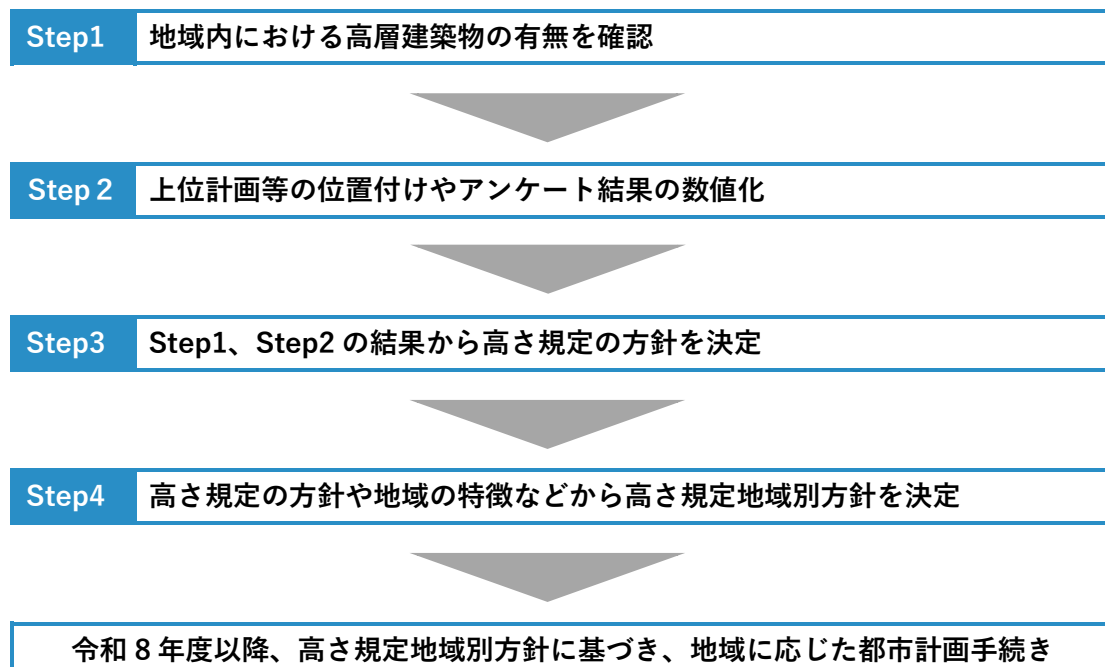 Step1 地域内における高層建築物の有無を確認
Step 2 上位計画等の位置付けやアンケート結果の数値化
Step3 Step1、Step2 の結果から高さ規定の方針を決定
Step4 高さ規定の方針や地域の特徴などから高さ規定地域別方針を決定
令和 8 年度以降、高さ規定地域別方針に基づき、地域に応じた都市計画手続き